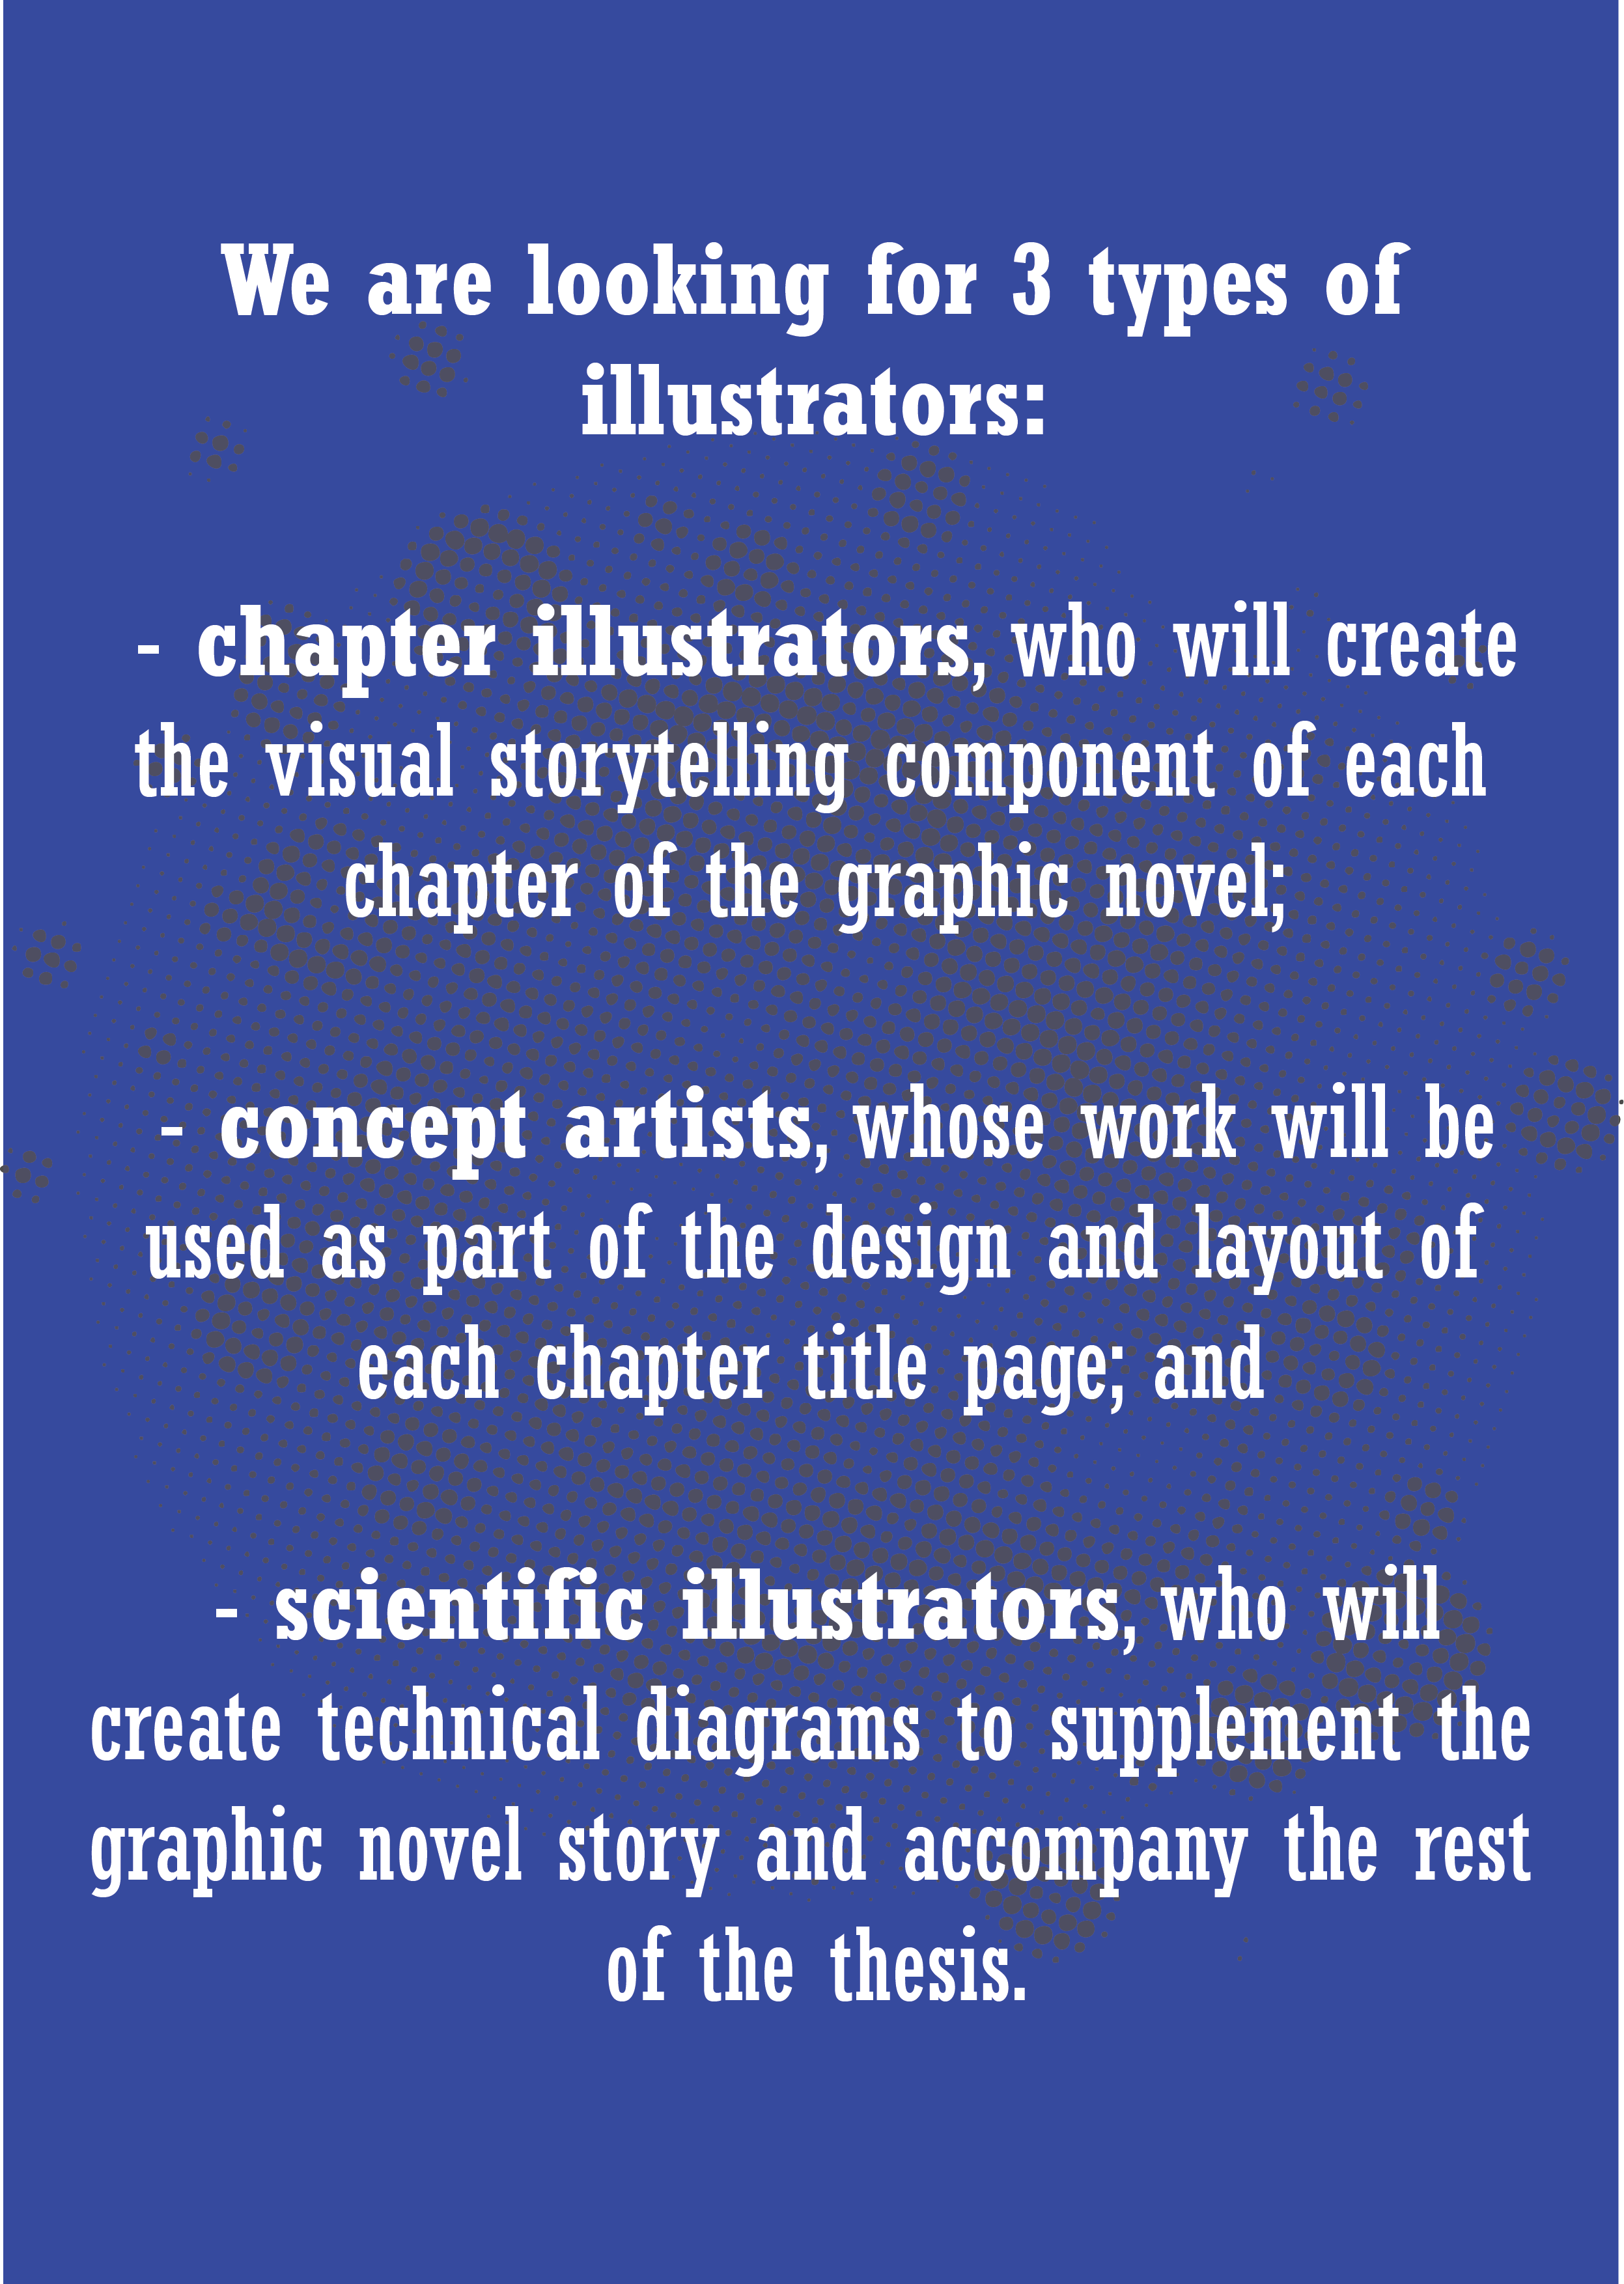 We are looking for 3 types of
illustrators:
- chapter illustrators, who will create
the visual storytelling component of each
chapter of the graphic novel;
- concept artists, whose work will be
used as part of the design and layout of
each chapter title page; and
- scientific illustrators, who will
create technical diagrams to supplement the
graphic novel story and accompany the rest
of the thesis.